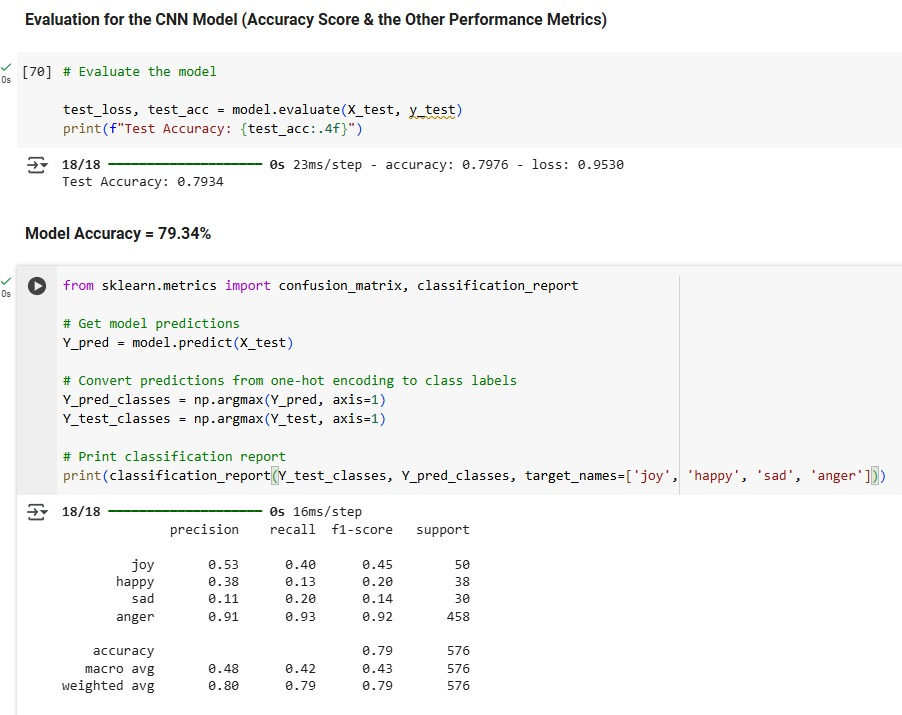 Evaluation for the CNN Model (Accuracy Score & the Other Performance Metrics)
0s
[70] # Evaluate the model
test_loss, test_acc = model.evaluate(X_test, y_test)
print(f"Test Accuracy: {test_acc:.4f}")
18/18 0s 23ms/step - accuracy: 0.7976 - loss: 0.9530
Test Accuracy: 0.7934
Model Accuracy = 79.34%
0s
from sklearn.metrics import confusion_matrix, classification_report
# Get model predictions
Y_pred = model.predict(X_test)
# Convert predictions from one-hot encoding to class labels
Y_pred_classes = np.argmax(Y_pred, axis=1)
Y_test_classes = np.argmax(Y_test, axis=1)
# Print classification report
print(classification_report(Y_test_classes, Y_pred_classes, target_names=['joy', 'happy', 'sad', 'anger']))
18/18 0s 16ms/step
precision recall f1-score support
joy 0.53 0.40 0.45 50
happy 0.38 0.13 0.20 38
sad 0.11 0.20 0.14 30
anger 0.91 0.93 0.92 458
accuracy 0.79 576
macro avg 0.48 0.42 0.43 576
weighted avg 0.80 0.79 0.79 576